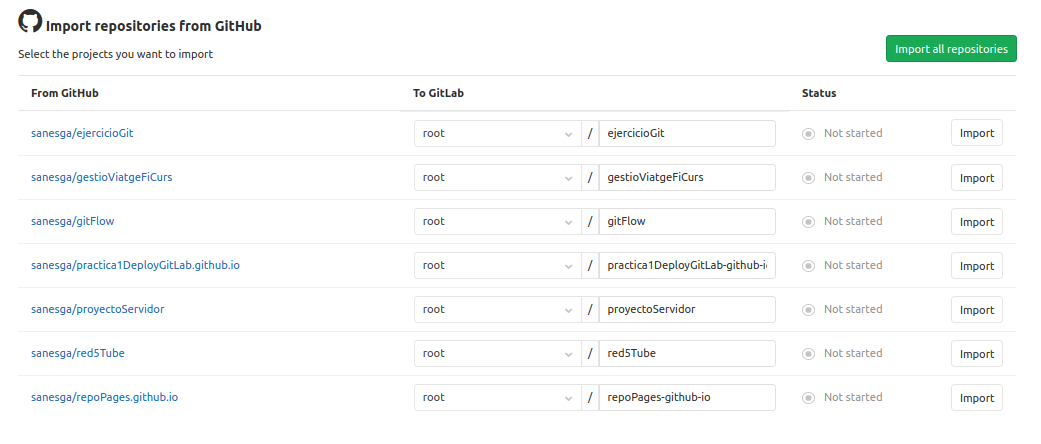 Import repositories from GitHub
Select the projects you want to import
Import all repositories
From GitHub To GitLab Status
sanesga/ejercicioGit root / ejercicioGit Not started Import
sanesga/gestioViatgeFiCurs root / gestioViatgeFiCurs Not started Import
sanesga/gitFlow root / gitFlow Not started Import
sanesga/practica1DeployGitLab.github.io root / practica1DeployGitLab-github-i Not started Import
sanesga/proyectoServidor root / proyectoServidor Not started Import
sanesga/red5Tube root / red5Tube Not started Import
sanesga/repoPages.github.io root / repoPages-github-io Not started Import